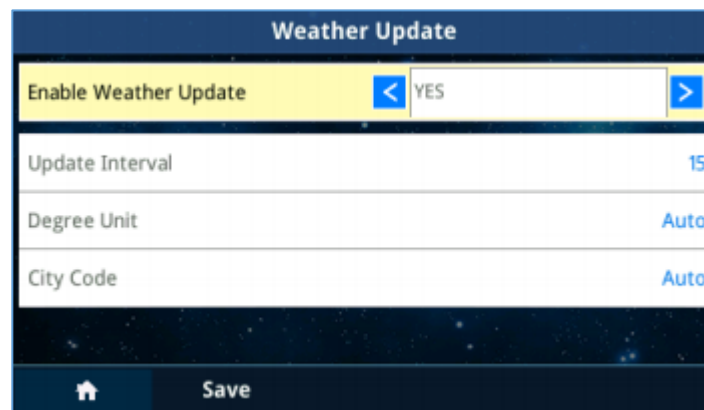 Weather Update
Enable Weather Update < YES >
Update Interval 15
Degree Unit Auto
City Code Auto
Save